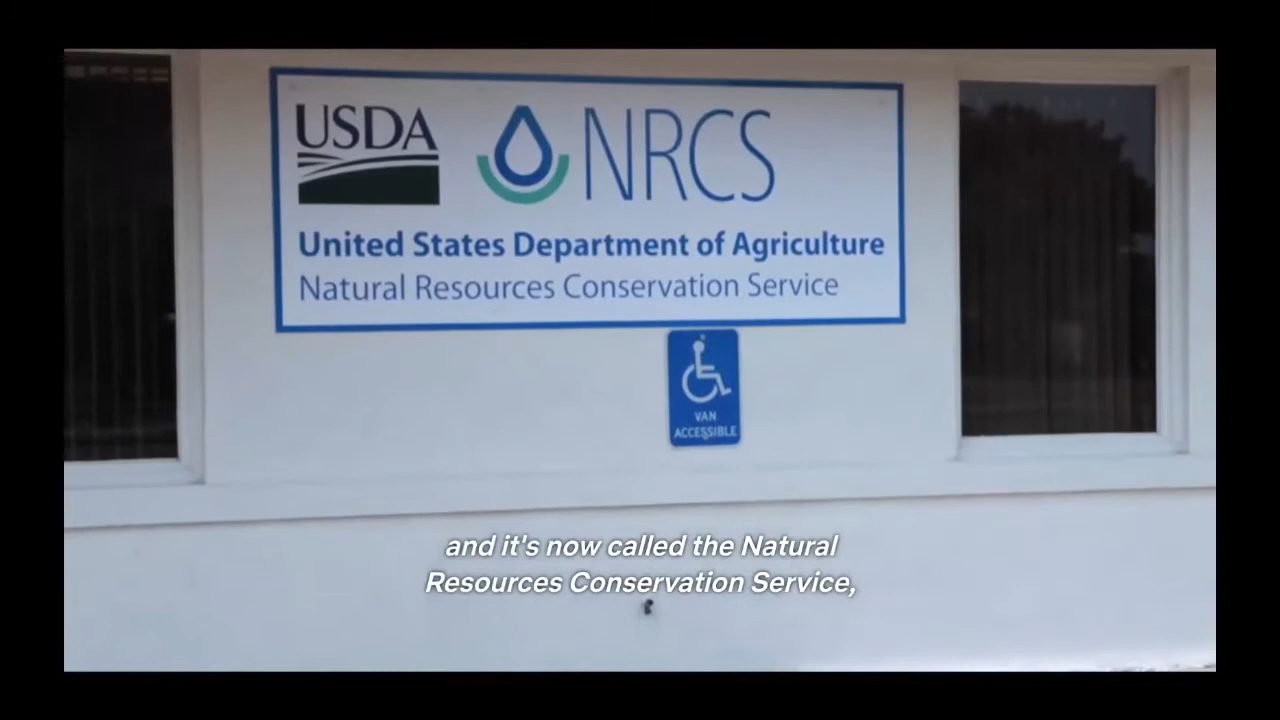 USDA
NRCS
United States Department of Agriculture
Natural Resources Conservation Service
VAN
ACCESSIBLE
and it's now called the Natural
Resources Conservation Service,